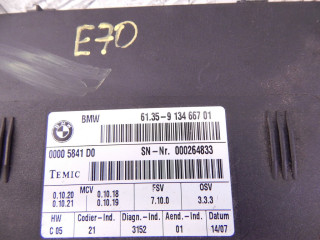 E70
BMW 61.35-9 134 667 01
0000 5841 D0 SN-Nr. 000264833
TEMIC
MCV FSV OSV
0.10.20 0.10.18 7.10.0 3.3.3
0.10.21 0.10.19
HW Codier-Ind. Diagn.-Ind. Aend.-Ind. Datum
C 05 21 3152 01 14/07